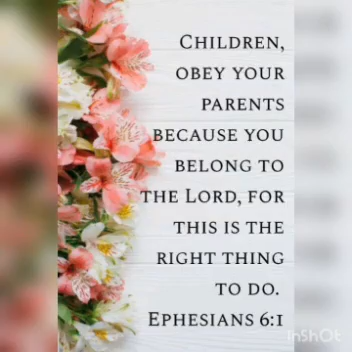 Children,
obey your
parents
because you
belong to
the Lord, for
this is the
right thing
to do.
Ephesians 6:1
InShOt